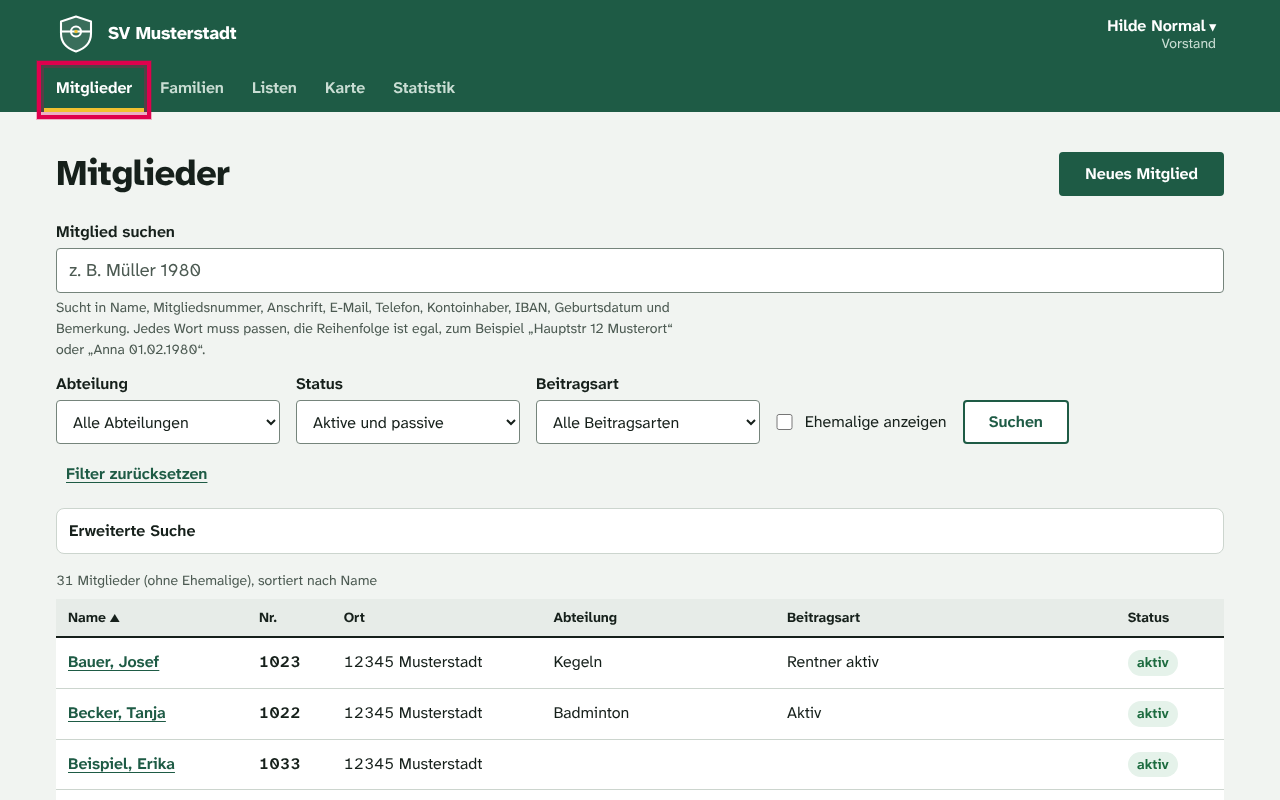 SV Musterstadt
Hilde Normal ▾
Vorstand
Mitglieder Familien Listen Karte Statistik
Mitglieder
Neues Mitglied
Mitglied suchen
z. B. Müller 1980
Sucht in Name, Mitgliedsnummer, Anschrift, E-Mail, Telefon, Kontoinhaber, IBAN, Geburtsdatum und
Bemerkung. Jedes Wort muss passen, die Reihenfolge ist egal, zum Beispiel „Hauptstr 12 Musterort“
oder „Anna 01.02.1980“.
Abteilung Status Beitragsart
Alle Abteilungen Aktive und passive Alle Beitragsarten Ehemalige anzeigen Suchen
Filter zurücksetzen
Erweiterte Suche
31 Mitglieder (ohne Ehemalige), sortiert nach Name
Name ▲ Nr. Ort Abteilung Beitragsart Status
Bauer, Josef 1023 12345 Musterstadt Kegeln Rentner aktiv aktiv
Becker, Tanja 1022 12345 Musterstadt Badminton Aktiv aktiv
Beispiel, Erika 1033 12345 Musterstadt aktiv